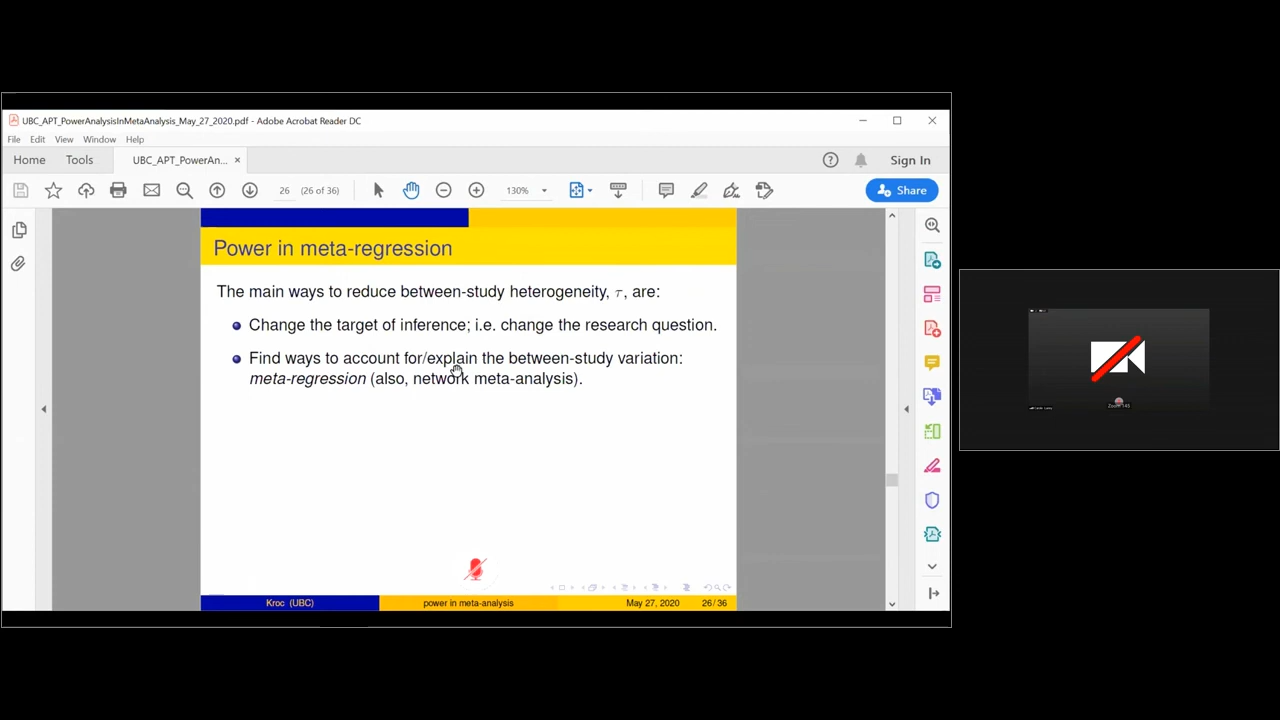 UBC_APT_PowerAnalysisInMetaAnalysis_May_27_2020.pdf - Adobe Acrobat Reader DC
File Edit View Window Help
Home Tools UBC_APT_PowerAn... × Sign In
26 (26 of 36) 130% Share
Power in meta-regression
The main ways to reduce between-study heterogeneity, τ, are:
Change the target of inference; i.e. change the research question.
Find ways to account for/explain the between-study variation:
meta-regression (also, network meta-analysis).
Kroc (UBC) power in meta-analysis May 27, 2020 26/36